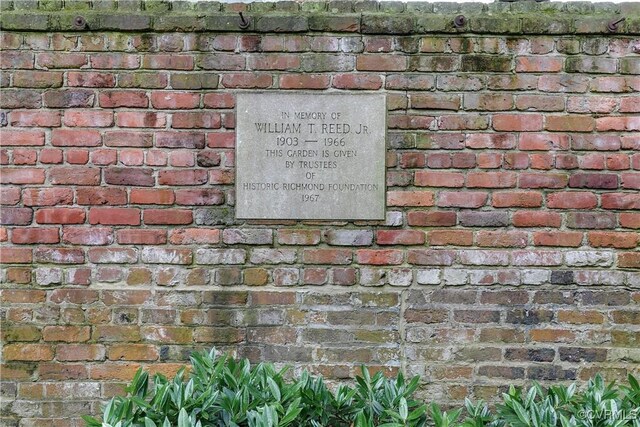 IN MEMORY OF
WILLIAM T. REED, JR.
1903 — 1966
THIS GARDEN IS GIVEN
BY TRUSTEES
OF
HISTORIC RICHMOND FOUNDATION
1967
©CVRMLS